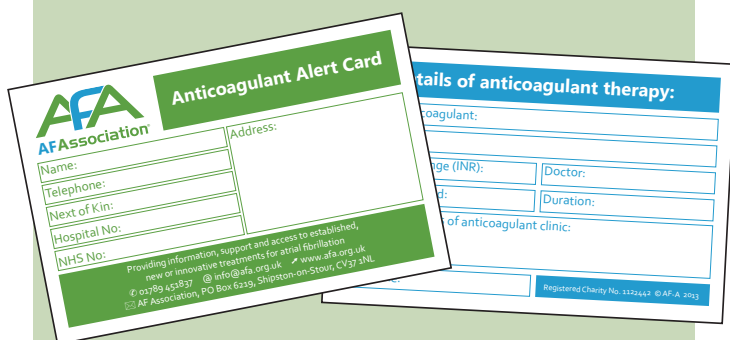 AFA
AFAssociation®
Anticoagulant Alert Card
Name:
Telephone:
Next of Kin:
Hospital No:
NHS No:
Address:
Providing information, support and access to established,
new or innovative treatments for atrial fibrillation
✆ 01789 451837 @ info@afa.org.uk ➚ www.afa.org.uk
✉ AF Association, PO Box 6219, Shipston-on-Stour, CV37 1NL
tails of anticoagulant therapy:
coagulant:
nge (INR):
Doctor:
d:
Duration:
of anticoagulant clinic:
Registered Charity No. 1122442 © AF-A 2013